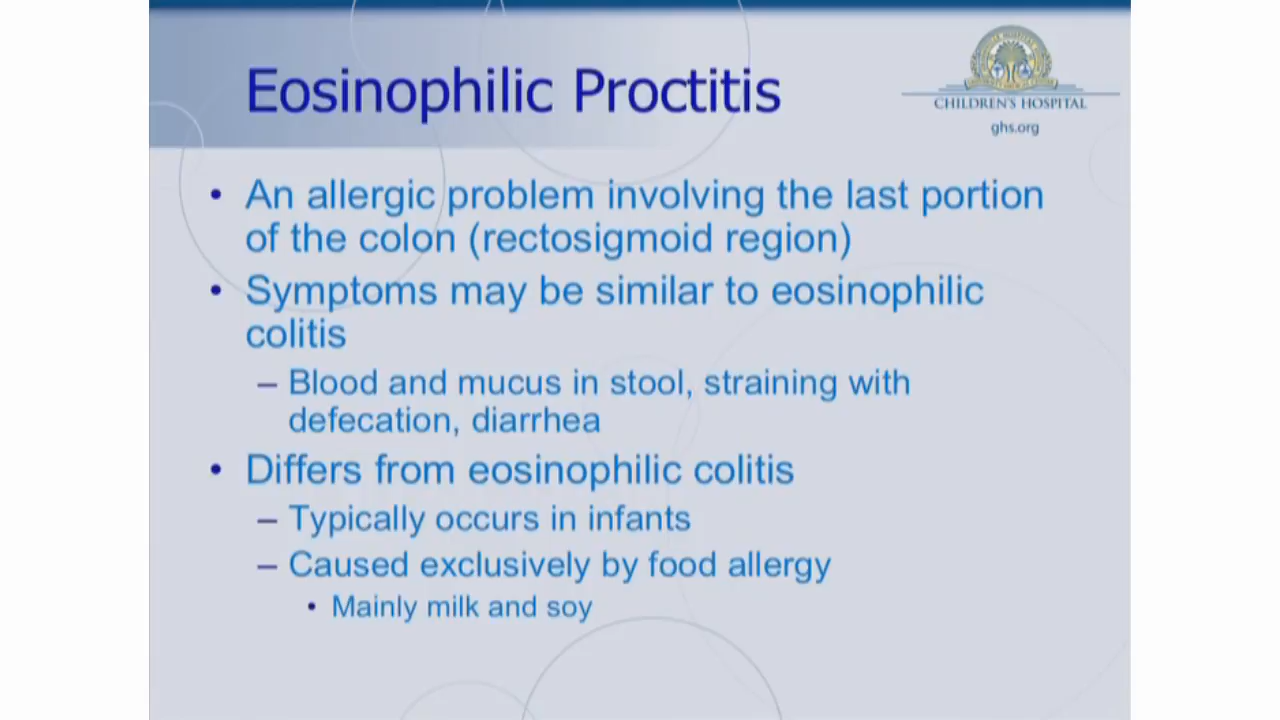 Eosinophilic Proctitis
CHILDREN'S HOSPITAL
ghs.org
• An allergic problem involving the last portion
of the colon (rectosigmoid region)
• Symptoms may be similar to eosinophilic
colitis
– Blood and mucus in stool, straining with
defecation, diarrhea
• Differs from eosinophilic colitis
– Typically occurs in infants
– Caused exclusively by food allergy
• Mainly milk and soy